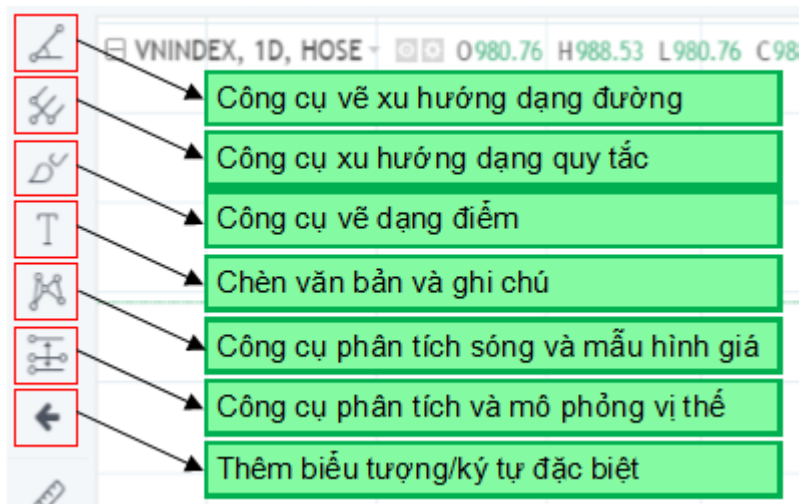 VNINDEX, 1D, HOSE O980.76 H988.53 L980.76 C98
Công cụ vẽ xu hướng dạng đường
Công cụ xu hướng dạng quy tắc
Công cụ vẽ dạng điểm
T
Chèn văn bản và ghi chú
Công cụ phân tích sóng và mẫu hình giá
Công cụ phân tích và mô phỏng vị thế
Thêm biểu tượng/ký tự đặc biệt